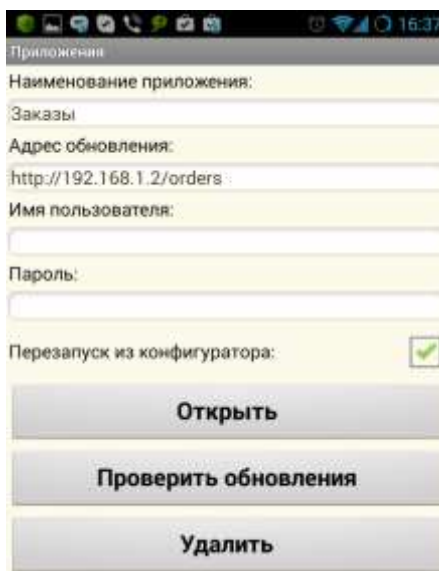 16:37
Приложения
Наименование приложения:
Заказы
Адрес обновления:
http://192.168.1.2/orders
Имя пользователя:
Пароль:
Перезапуск из конфигуратора:
Открыть
Проверить обновления
Удалить